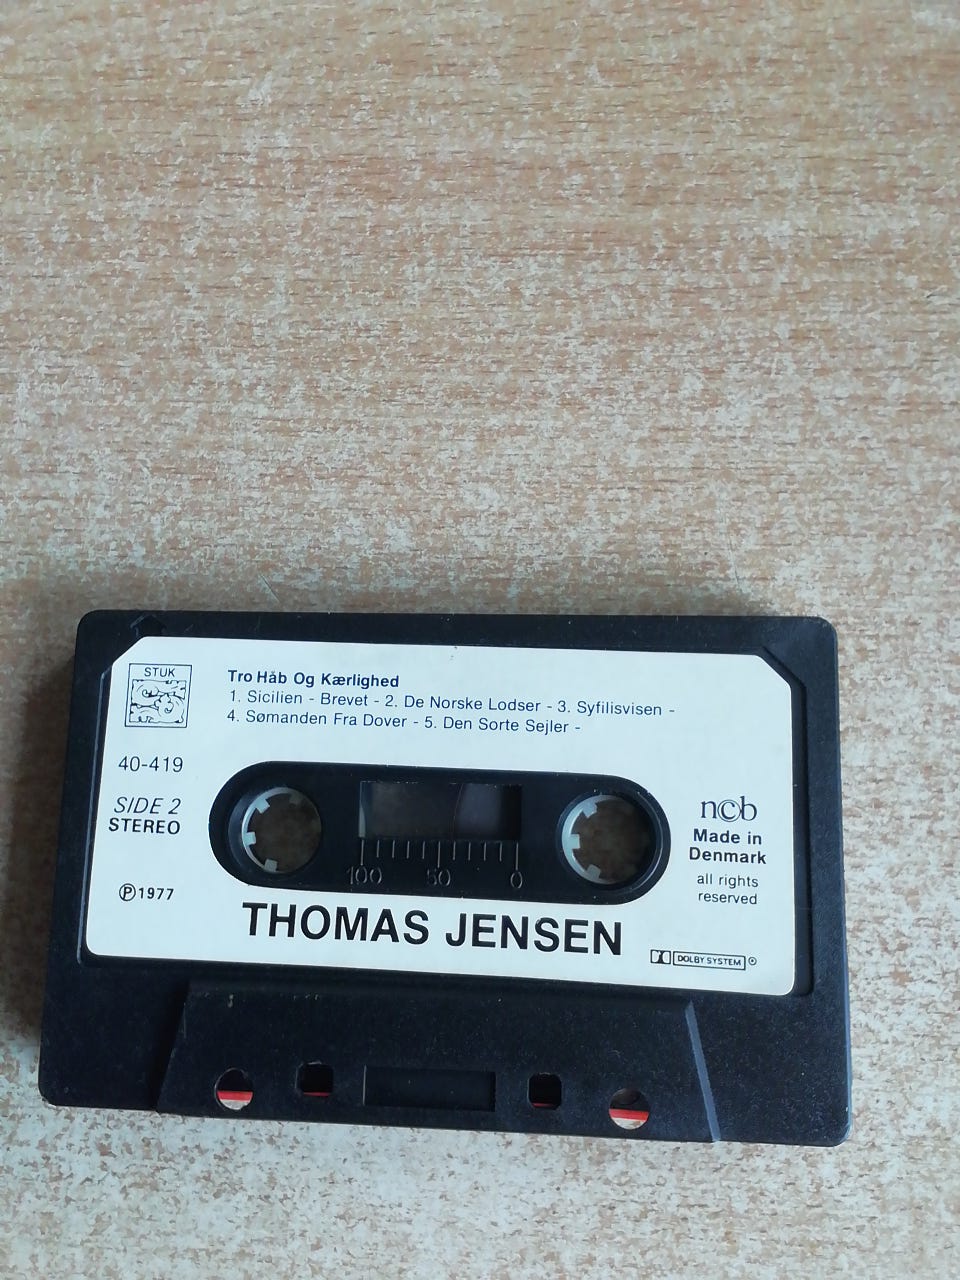 STUK
Tro Håb Og Kærlighed
1. Sicilien - Brevet - 2. De Norske Lodser - 3. Syfilisvisen -
4. Sømanden Fra Dover - 5. Den Sorte Sejler -
40-419
SIDE 2
STEREO
℗ 1977
100 50 0
ncb
Made in
Denmark
all rights
reserved
THOMAS JENSEN
DOLBY SYSTEM ®